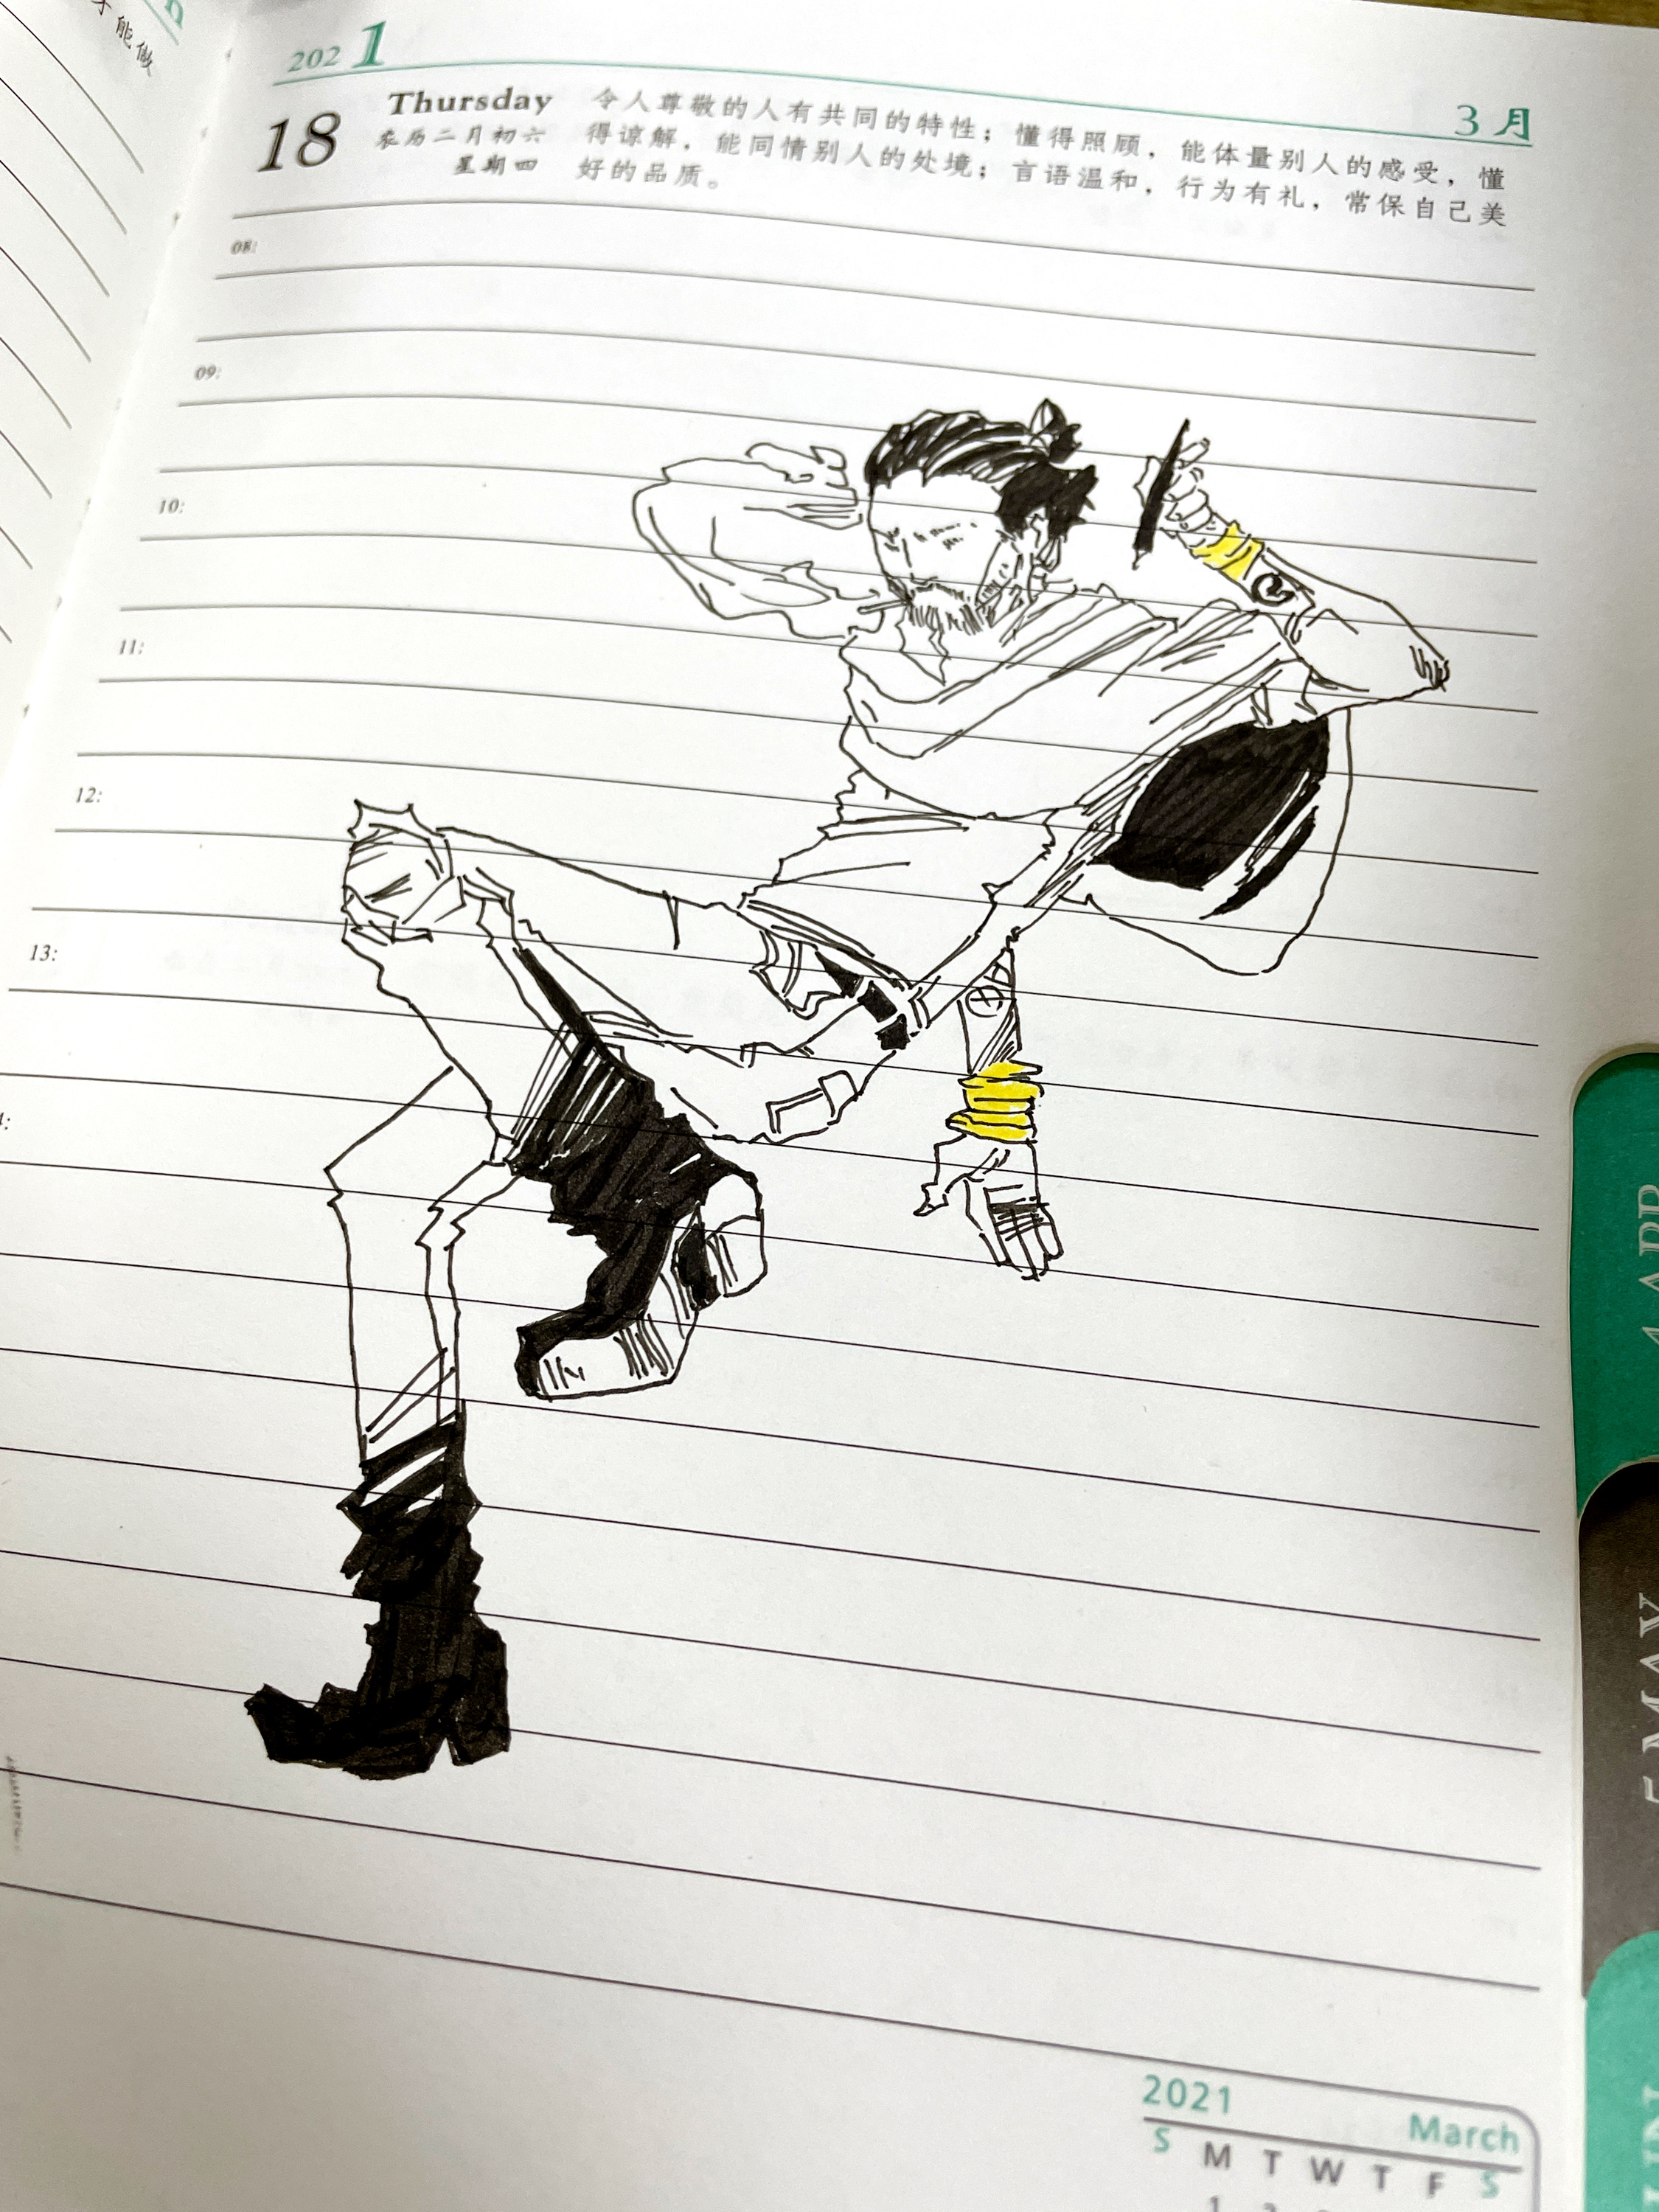 能做
2021
3月
18
Thursday
农历二月初六
星期四
令人尊敬的人有共同的特性；懂得照顾，能体量别人的感受，懂
得谅解，能同情别人的处境；言语温和，行为有礼，常保自己美
好的品质。
08:
09:
10:
11:
12:
13:
4:
4 APR
5 MAY
2021
March
S M T W T F S
1